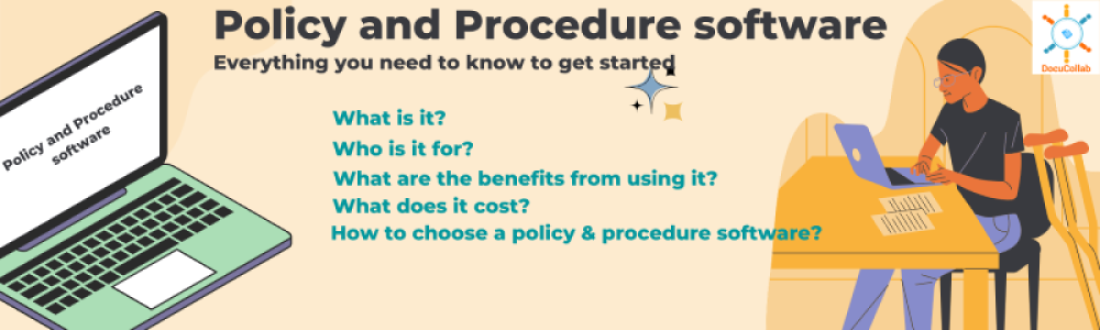 Policy and Procedure software
Everything you need to know to get started
DocuCollab
Policy and Procedure
software
What is it?
Who is it for?
What are the benefits from using it?
What does it cost?
How to choose a policy & procedure software?